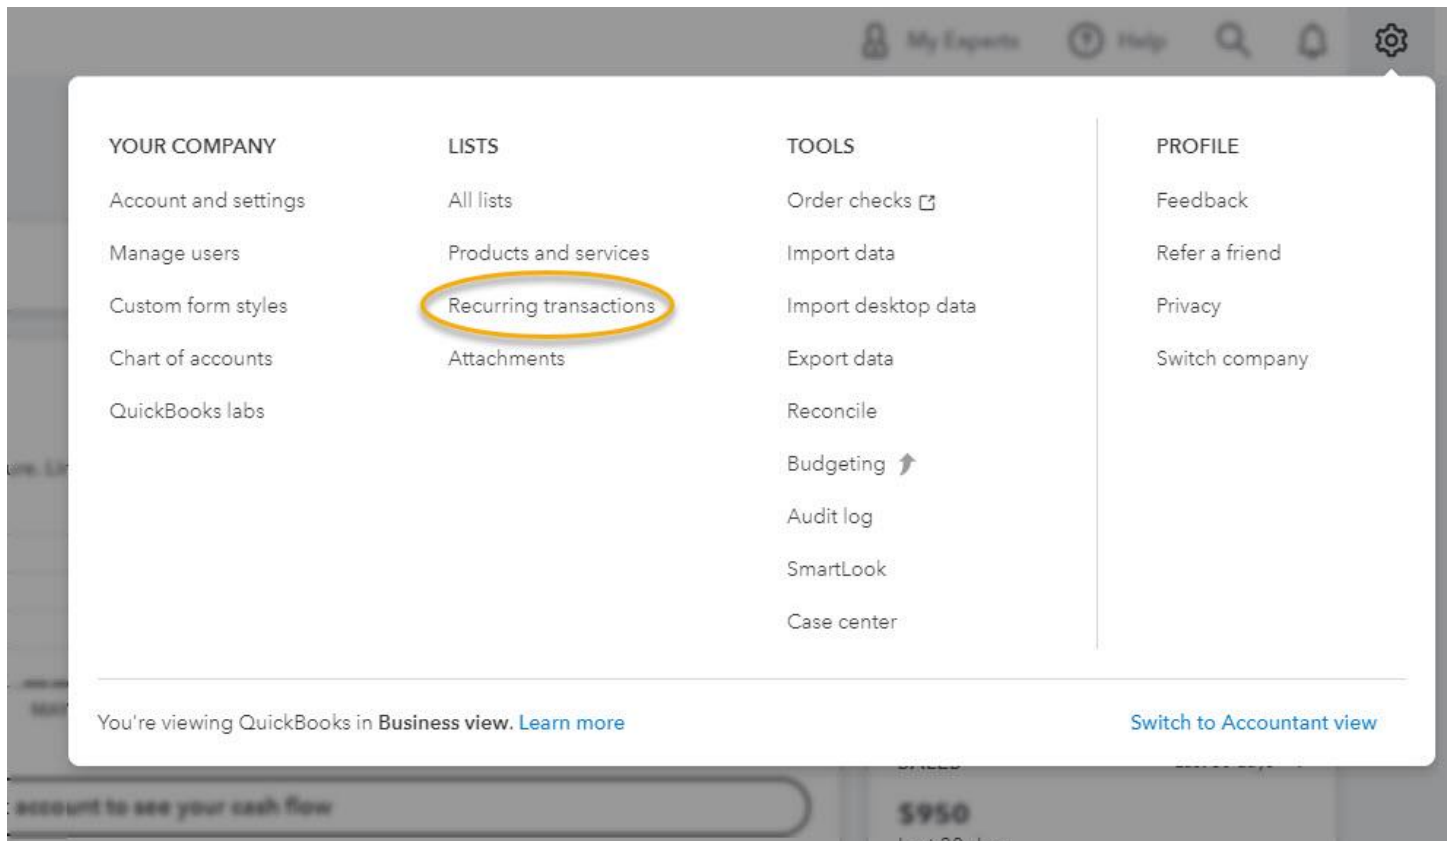 My Experts
Help
YOUR COMPANY
Account and settings
Manage users
Custom form styles
Chart of accounts
QuickBooks labs
LISTS
All lists
Products and services
Recurring transactions
Attachments
TOOLS
Order checks
Import data
Import desktop data
Export data
Reconcile
Budgeting
Audit log
SmartLook
Case center
PROFILE
Feedback
Refer a friend
Privacy
Switch company
You're viewing QuickBooks in Business view. Learn more
Switch to Accountant view
account to see your cash flow
$950